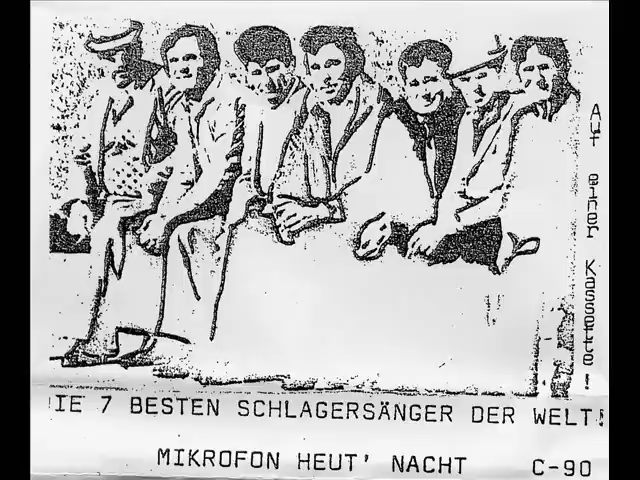 Auf einer Kassette!
IE 7 BESTEN SCHLAGERSÄNGER DER WELT!
MIKROFON HEUT' NACHT
C-90